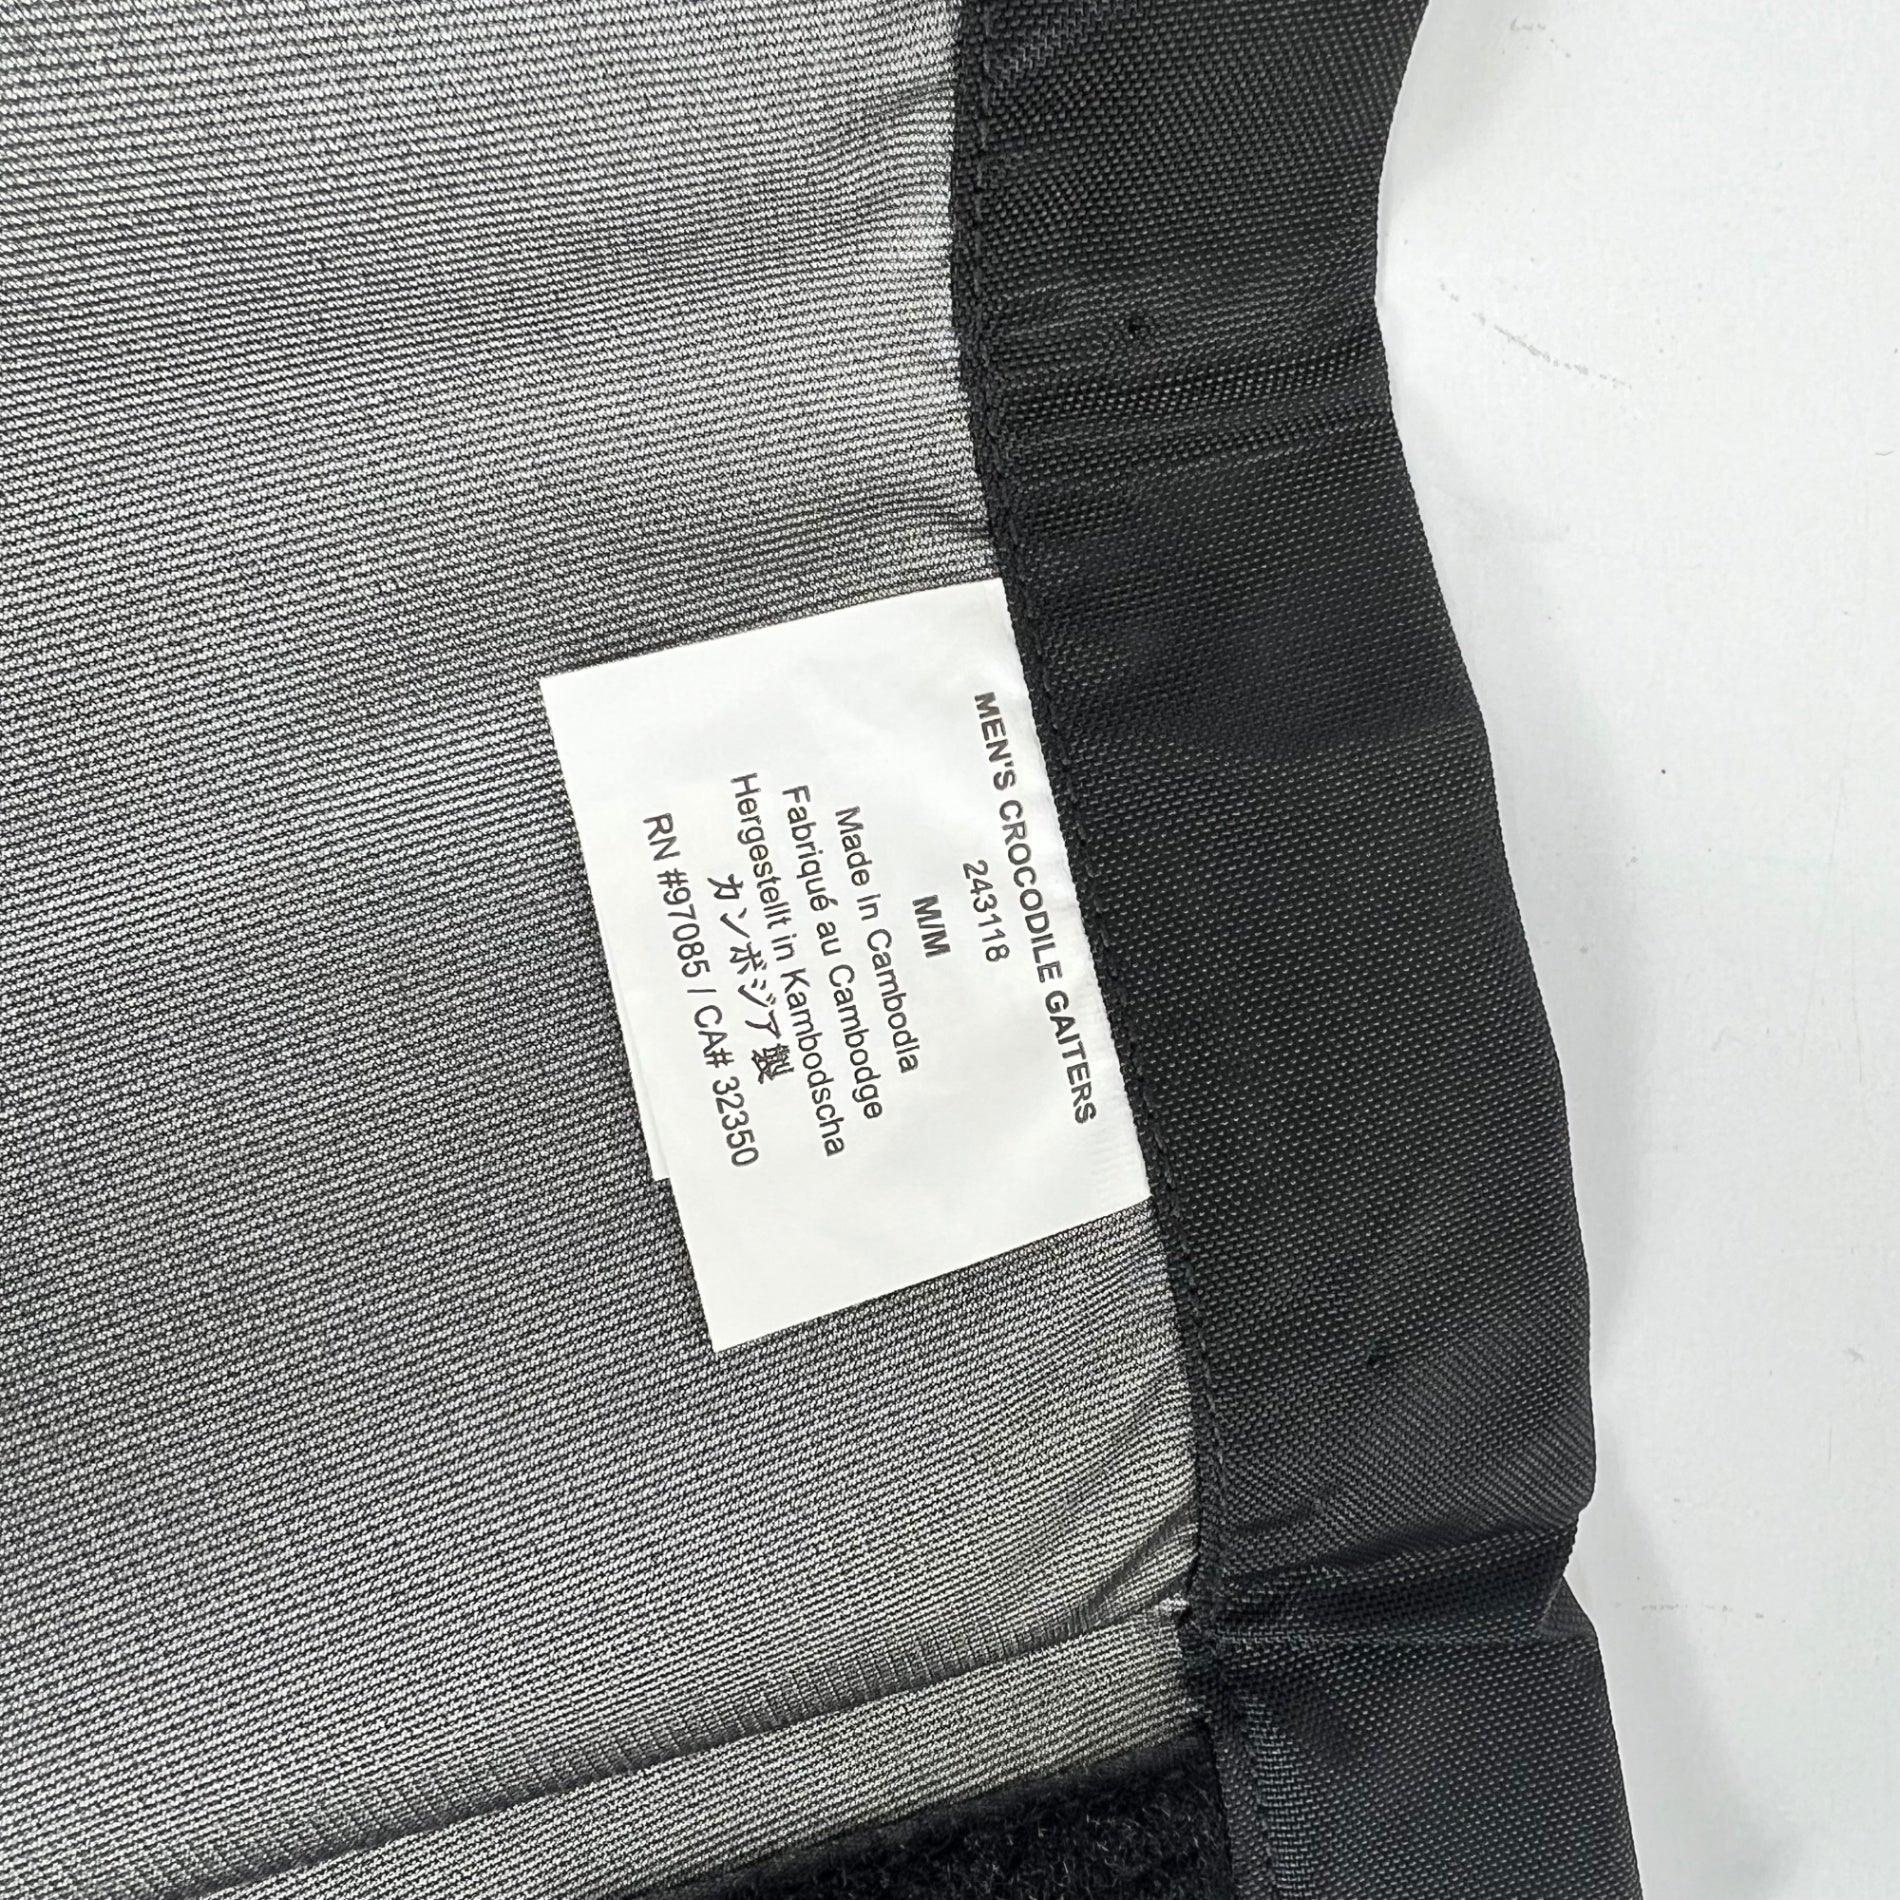 MEN'S CROCODILE GAITERS
243118
M/M
Made in Cambodia
Fabriqué au Cambodge
Hergestellt in Kambodscha
カンボジア製
RN #97085 / CA# 32350